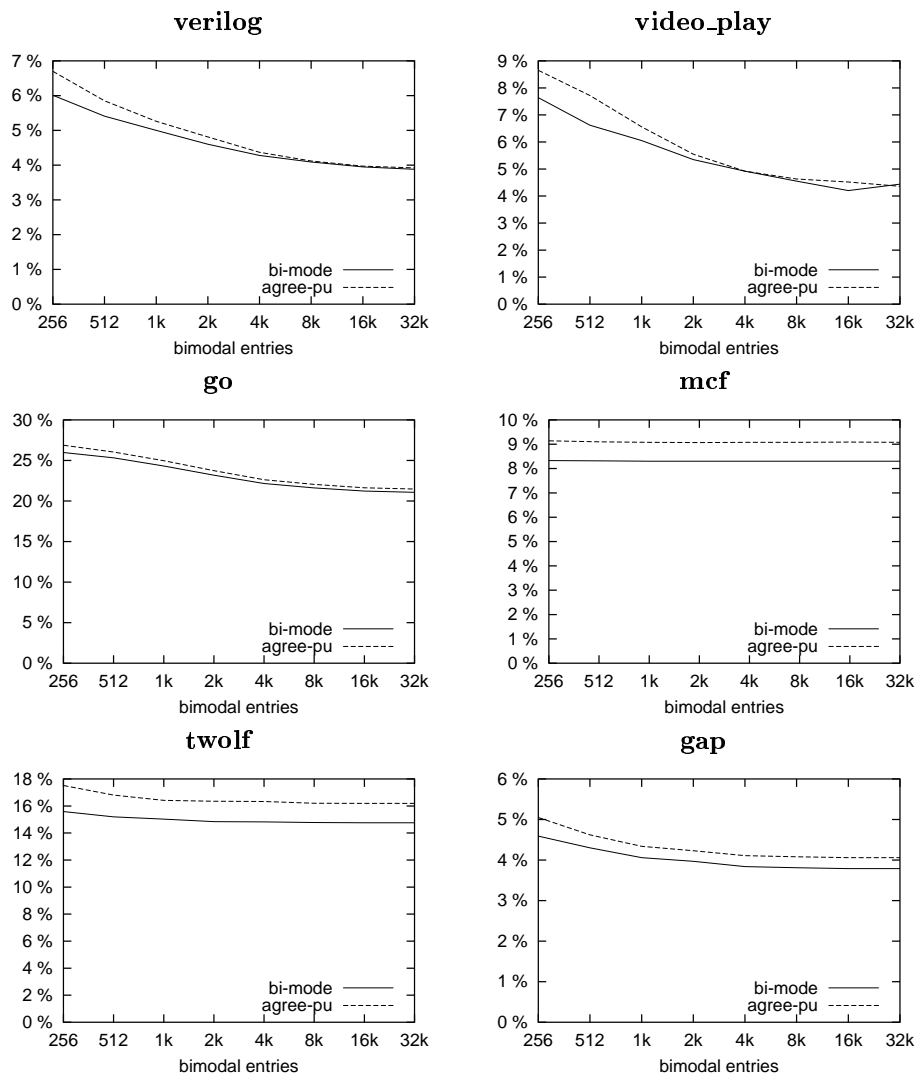 verilog
7 %
6 %
5 %
4 %
3 %
2 %
1 %
0 %
bi-mode
agree-pu
256 512 1k 2k 4k 8k 16k 32k
bimodal entries
video_play
9 %
8 %
7 %
6 %
5 %
4 %
3 %
2 %
1 %
0 %
bi-mode
agree-pu
256 512 1k 2k 4k 8k 16k 32k
bimodal entries
go
30 %
25 %
20 %
15 %
10 %
5 %
0 %
bi-mode
agree-pu
256 512 1k 2k 4k 8k 16k 32k
bimodal entries
mcf
10 %
9 %
8 %
7 %
6 %
5 %
4 %
3 %
2 %
1 %
0 %
bi-mode
agree-pu
256 512 1k 2k 4k 8k 16k 32k
bimodal entries
twolf
18 %
16 %
14 %
12 %
10 %
8 %
6 %
4 %
2 %
0 %
bi-mode
agree-pu
256 512 1k 2k 4k 8k 16k 32k
bimodal entries
gap
6 %
5 %
4 %
3 %
2 %
1 %
0 %
bi-mode
agree-pu
256 512 1k 2k 4k 8k 16k 32k
bimodal entries